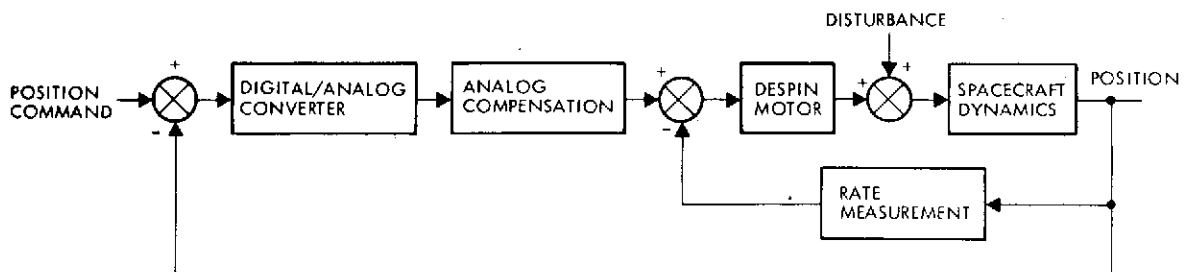 DISTURBANCE
POSITION
COMMAND
+
-
DIGITAL/ANALOG
CONVERTER
ANALOG
COMPENSATION
+
-
DESPIN
MOTOR
+
+
SPACECRAFT
DYNAMICS
POSITION
RATE
MEASUREMENT